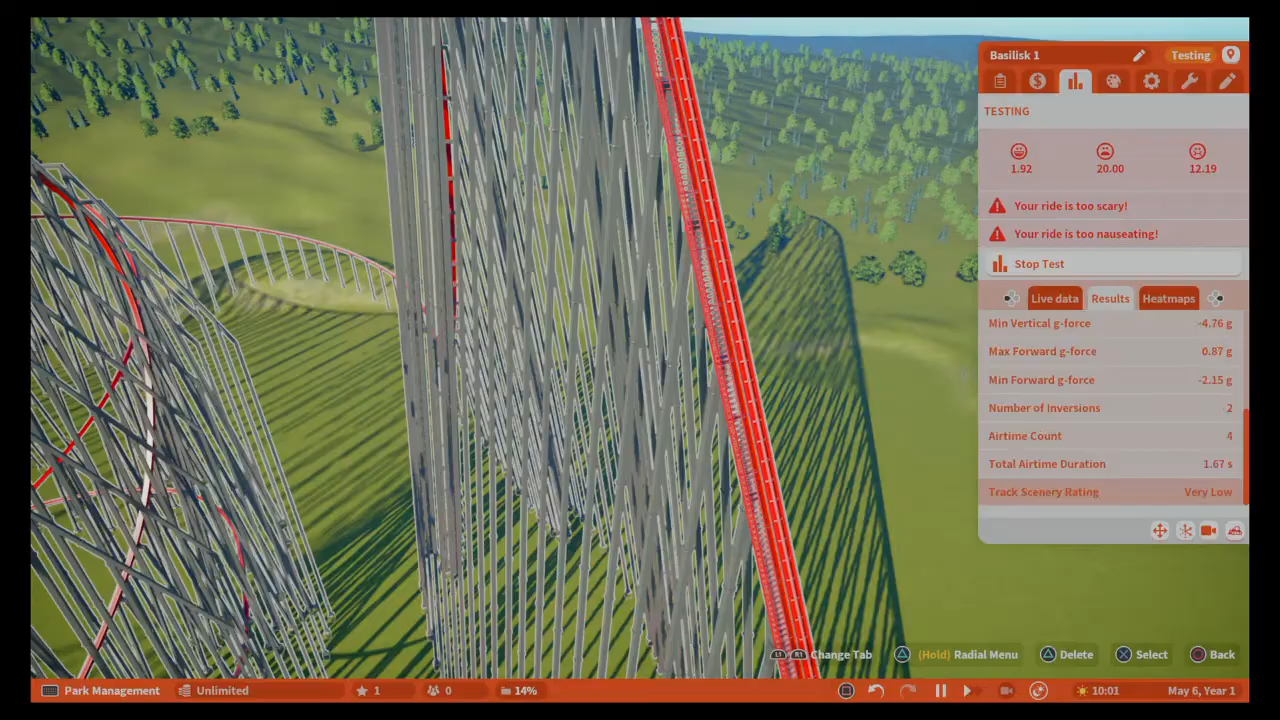 Basilisk 1 Testing
TESTING
1.92 20.00 12.19
Your ride is too scary!
Your ride is too nauseating!
Stop Test
Live data Results Heatmaps
Min Vertical g-force -4.76 g
Max Forward g-force 0.87 g
Min Forward g-force -2.15 g
Number of Inversions 2
Airtime Count 4
Total Airtime Duration 1.67 s
Track Scenery Rating Very Low
L1 R1 Change Tab (Hold) Radial Menu Delete Select Back
Park Management Unlimited 1 0 14% 10:01 May 6, Year 1